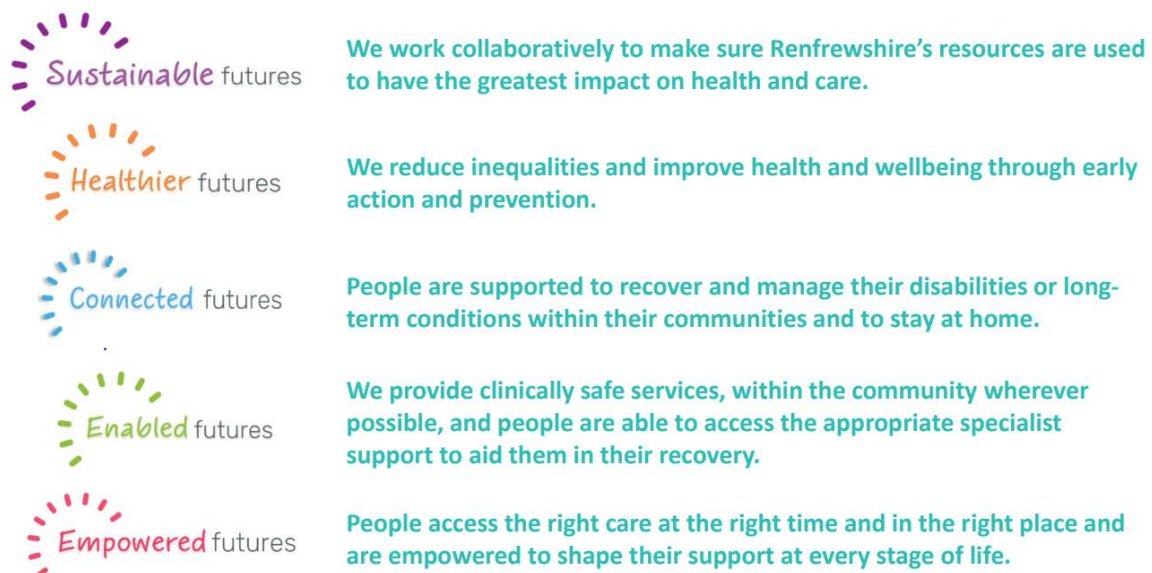 Sustainable futures
We work collaboratively to make sure Renfrewshire's resources are used
to have the greatest impact on health and care.
Healthier futures
We reduce inequalities and improve health and wellbeing through early
action and prevention.
Connected futures
People are supported to recover and manage their disabilities or long-
term conditions within their communities and to stay at home.
Enabled futures
We provide clinically safe services, within the community wherever
possible, and people are able to access the appropriate specialist
support to aid them in their recovery.
Empowered futures
People access the right care at the right time and in the right place and
are empowered to shape their support at every stage of life.